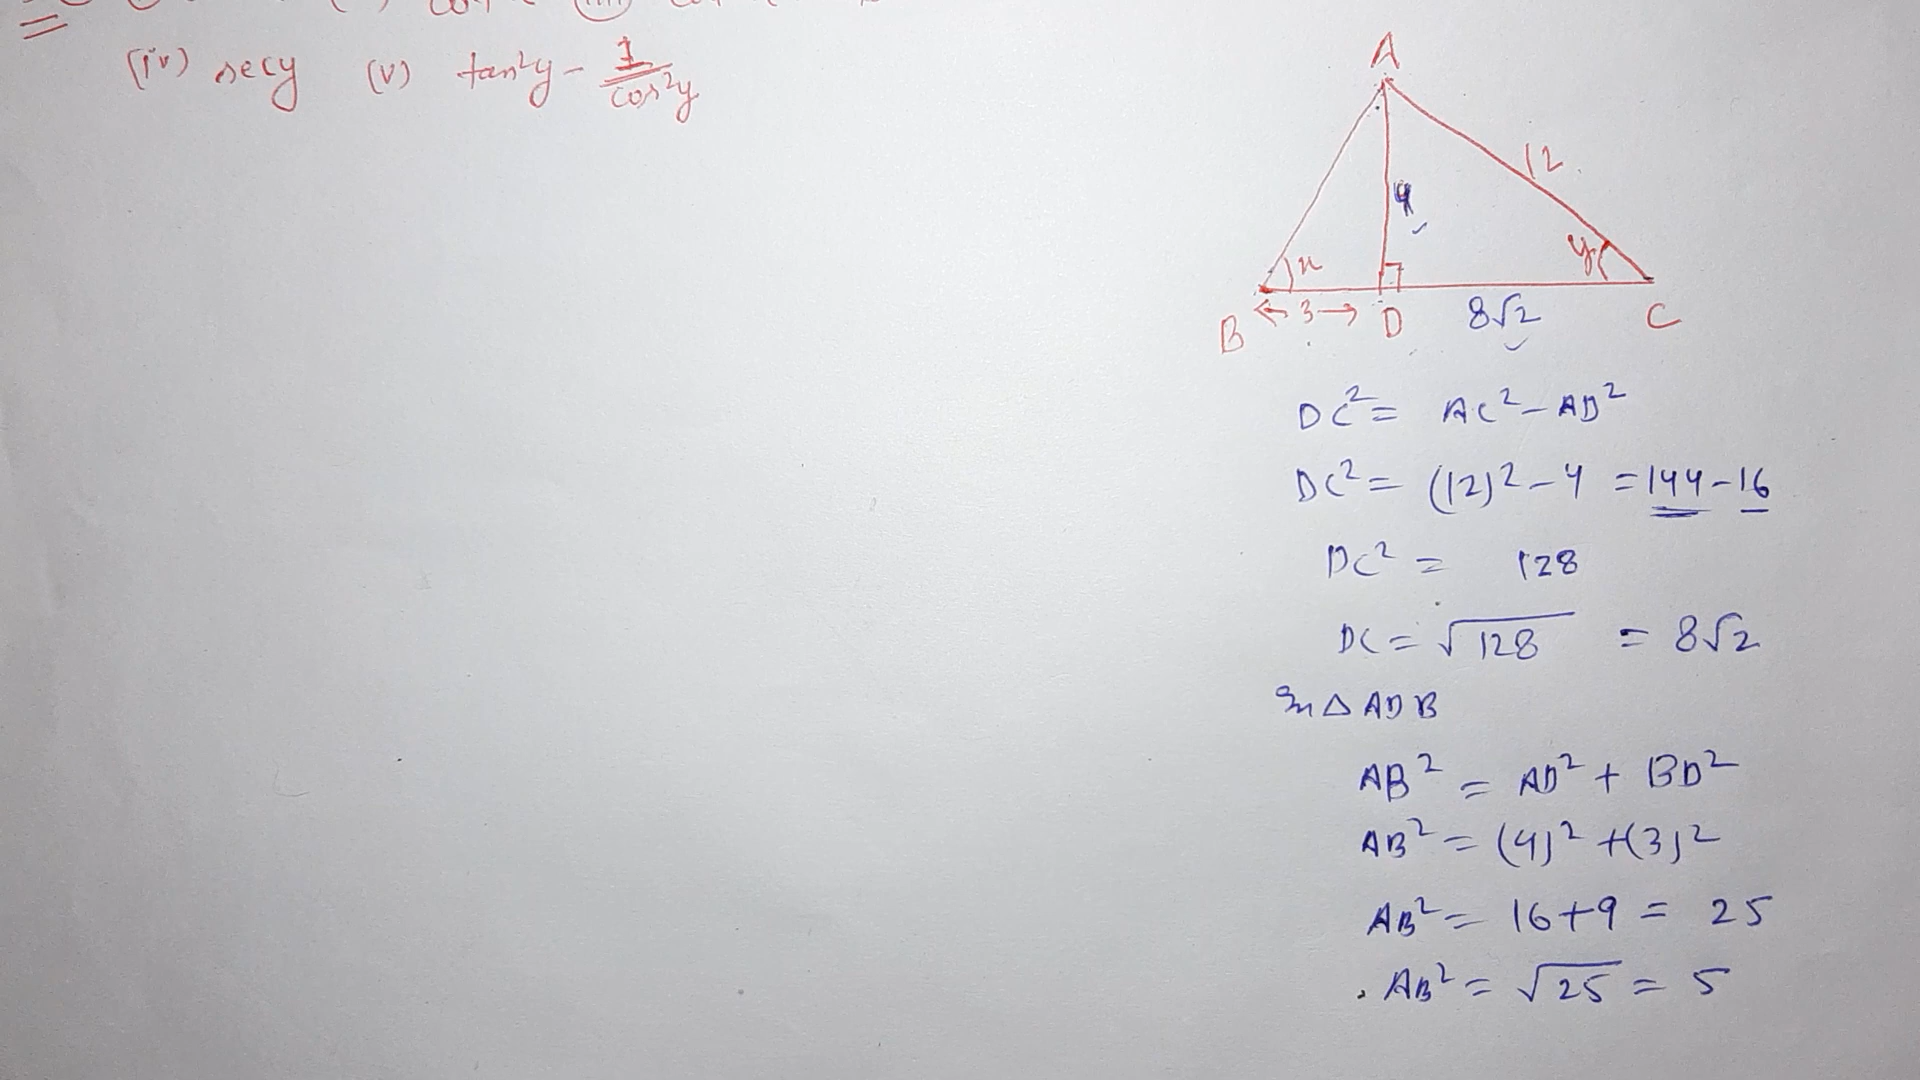 (iv) sec y (v) tan²y - 1/cos²y
A
12
4
x
y
B
3
D
8√2
C
DC² = AC² - AD²
DC² = (12)² - 4 = 144 - 16
DC² = 128
DC = √128 = 8√2
In △ ADB
AB² = AD² + BD²
AB² = (4)² + (3)²
AB² = 16 + 9 = 25
AB² = √25 = 5